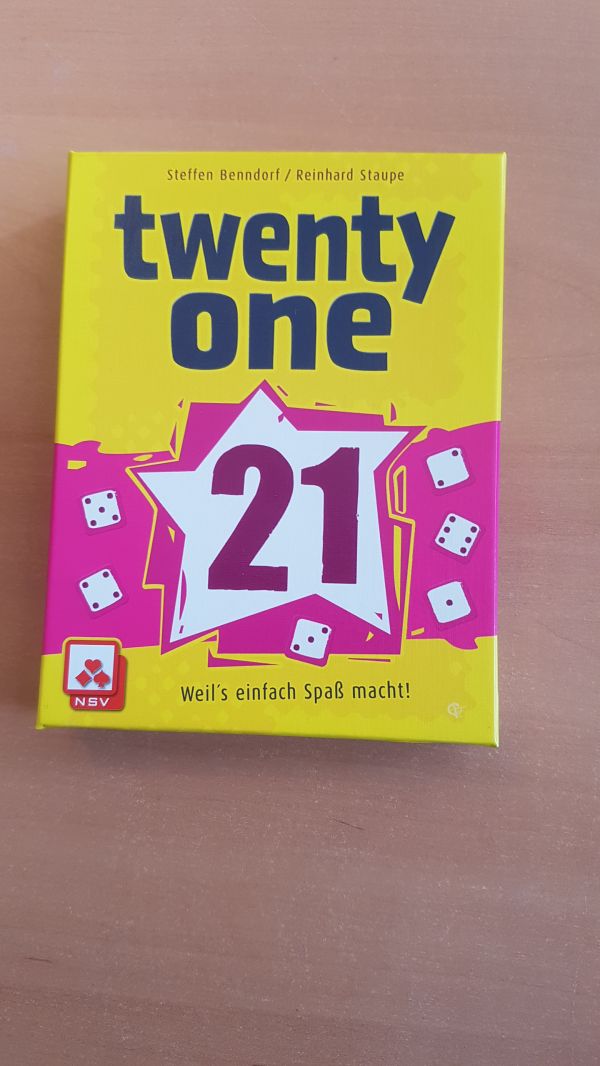 Steffen Benndorf / Reinhard Staupe
twenty
one
21
NSV
Weil´s einfach Spaß macht!